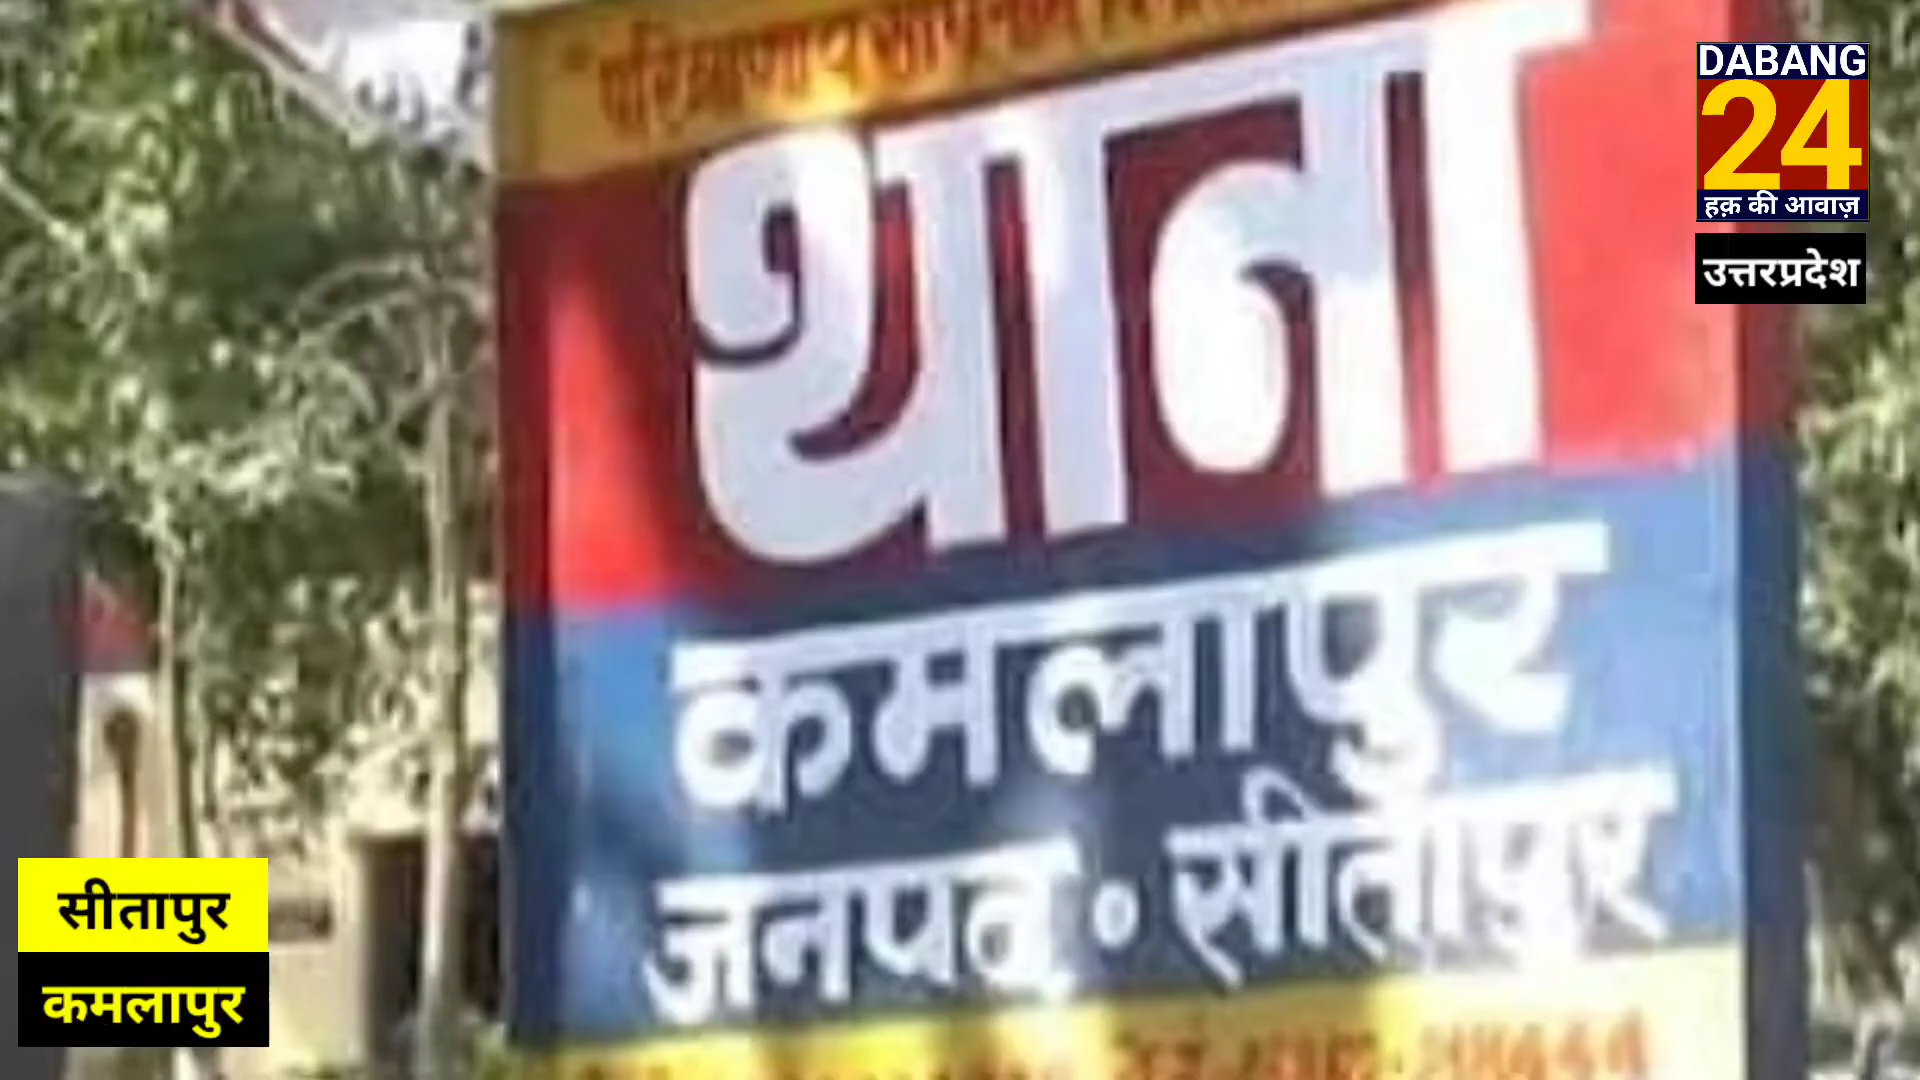 थाना
कमलापुर
जनपद • सीतापुर
DABANG
24
हक़ की आवाज़
उत्तरप्रदेश
सीतापुर
कमलापुर